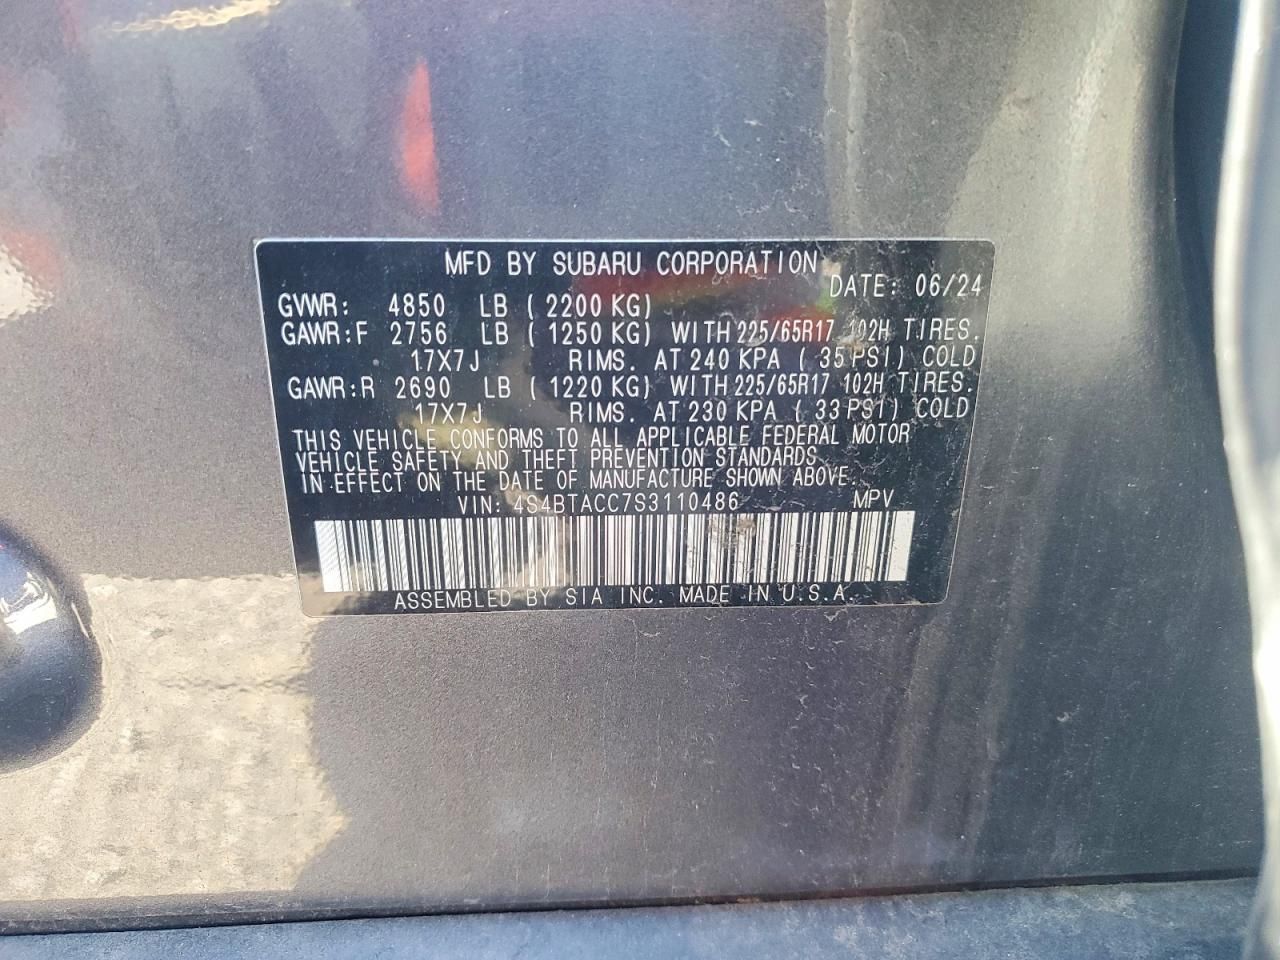 MFD BY SUBARU CORPORATION
DATE: 06/24
GVWR: 4850 LB ( 2200 KG)
GAWR:F 2756 LB ( 1250 KG) WITH 225/65R17 102H TIRES.
17X7J RIMS. AT 240 KPA ( 35 PSI) COLD
GAWR:R 2690 LB ( 1220 KG) WITH 225/65R17 102H TIRES.
17X7J RIMS. AT 230 KPA ( 33 PSI) COLD
THIS VEHICLE CONFORMS TO ALL APPLICABLE FEDERAL MOTOR
VEHICLE SAFETY AND THEFT PREVENTION STANDARDS
IN EFFECT ON THE DATE OF MANUFACTURE SHOWN ABOVE.
VIN: 4S4BTACC7S3110486 MPV
ASSEMBLED BY SIA INC. MADE IN U.S.A.